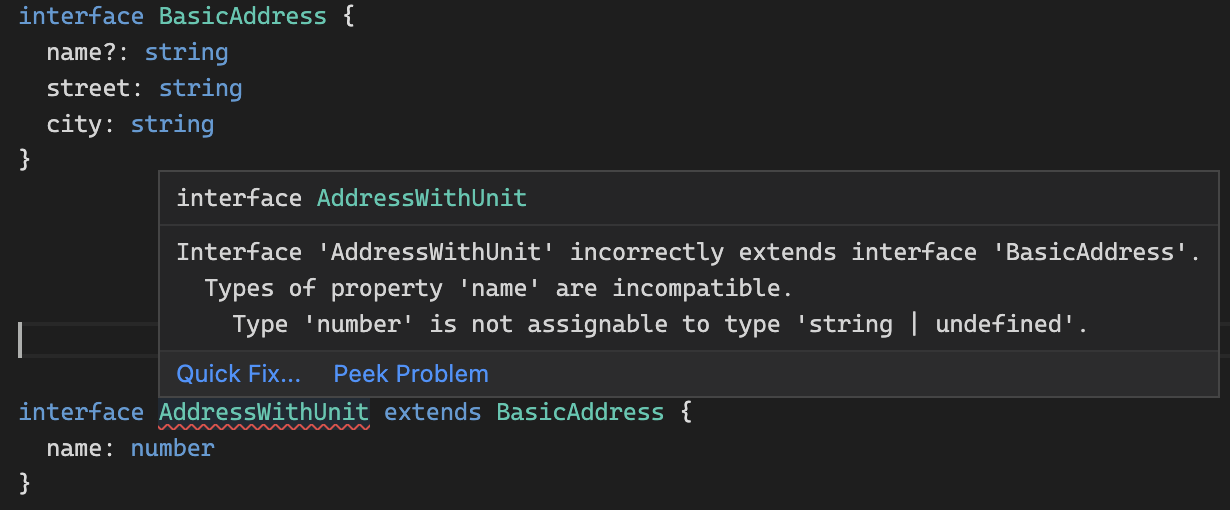 interface BasicAddress {
  name?: string
  street: string
  city: string
}
interface AddressWithUnit
Interface 'AddressWithUnit' incorrectly extends interface 'BasicAddress'.
  Types of property 'name' are incompatible.
    Type 'number' is not assignable to type 'string | undefined'.
Quick Fix... Peek Problem
interface AddressWithUnit extends BasicAddress {
  name: number
}